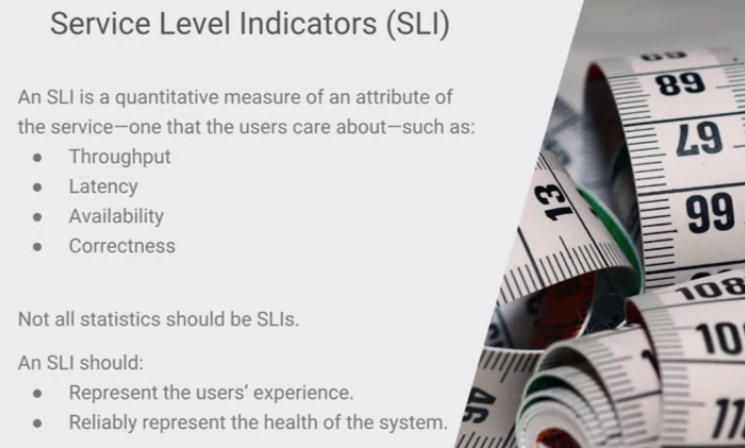 Service Level Indicators (SLI)
An SLI is a quantitative measure of an attribute of
the service—one that the users care about—such as:
● Throughput
● Latency
● Availability
● Correctness
Not all statistics should be SLIs.
An SLI should:
● Represent the users' experience.
● Reliably represent the health of the system.
68
67
66
13
108
10
11